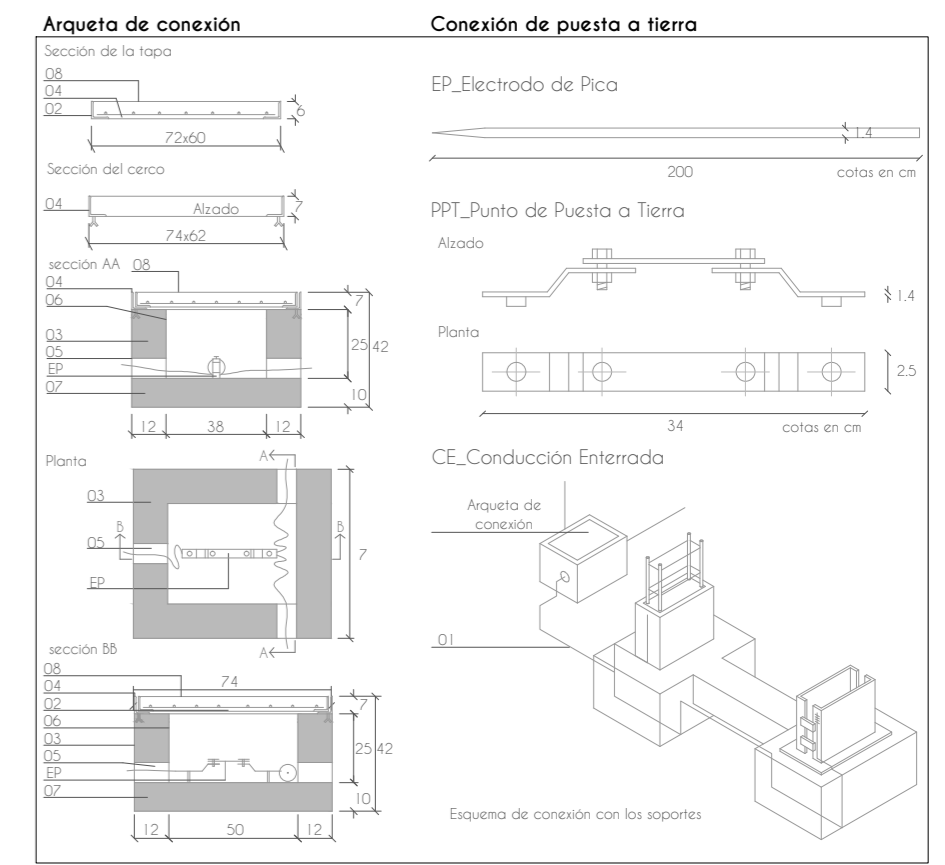 Arqueta de conexión
Sección de la tapa
08
04
02
6
72x60
Sección del cerco
04
Alzado
7
74x62
sección AA
08
04
06
03
05
EP
07
7
25
42
10
12
38
12
Planta
A
03
B
B
05
7
EP
A
sección BB
08
04
74
02
7
06
03
25
42
05
EP
07
10
12
50
12
Conexión de puesta a tierra
EP_Electrodo de Pica
1.4
200
cotas en cm
PPT_Punto de Puesta a Tierra
Alzado
1.4
Planta
2.5
34
cotas en cm
CE_Conducción Enterrada
Arqueta de
conexión
01
Esquema de conexión con los soportes